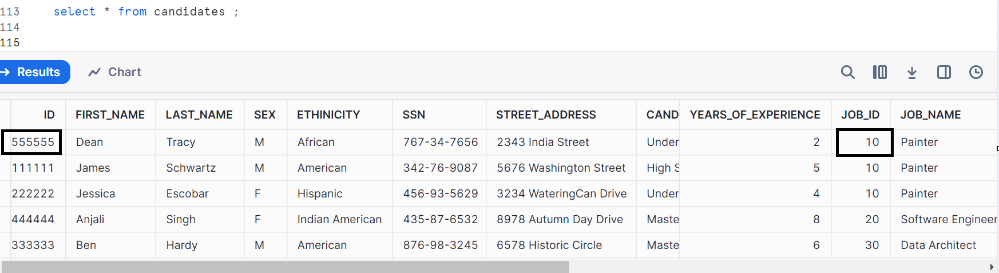 113 select * from candidates ;
114
115
Results Chart
ID FIRST_NAME LAST_NAME SEX ETHINICITY SSN STREET_ADDRESS CAND YEARS_OF_EXPERIENCE JOB_ID JOB_NAME
555555 Dean Tracy M African 767-34-7656 2343 India Street Under 2 10 Painter
111111 James Schwartz M American 342-76-9087 5676 Washington Street High S 5 10 Painter
222222 Jessica Escobar F Hispanic 456-93-5629 3234 WateringCan Drive Under 4 10 Painter
444444 Anjali Singh F Indian American 435-87-6532 8978 Autumn Day Drive Maste 8 20 Software Engineer
333333 Ben Hardy M American 876-98-3245 6578 Historic Circle Maste 6 30 Data Architect